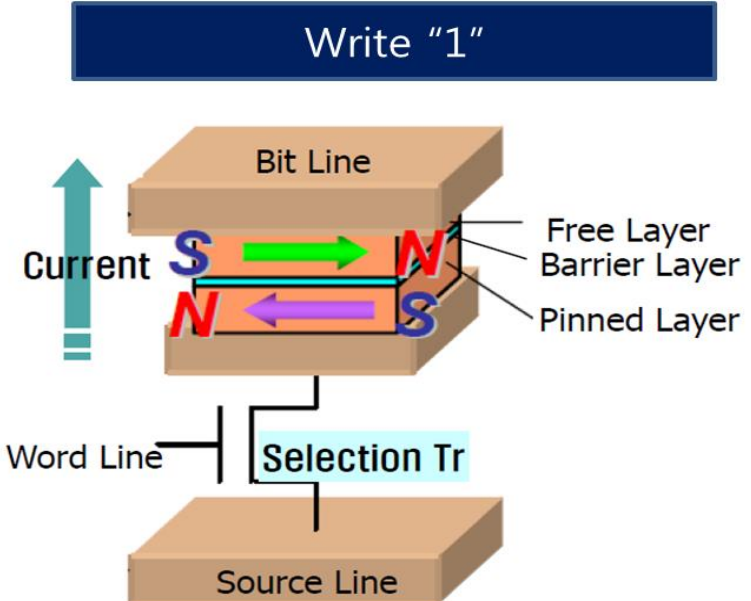 Write “1”
Bit Line
Free Layer
Current
S
N
Barrier Layer
N
S
Pinned Layer
Word Line
Selection Tr
Source Line